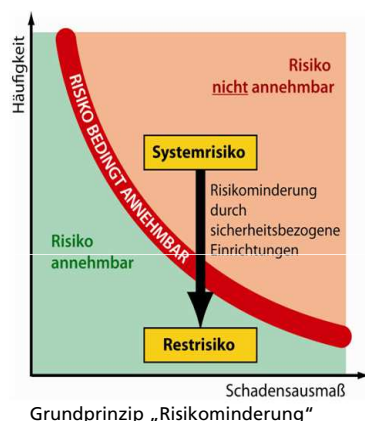 Häufigkeit
Risiko
nicht annehmbar
RISIKO BEDINGT ANNEHMBAR
Systemrisiko
Risikominderung
durch
sicherheitsbezogene
Einrichtungen
Risiko
annehmbar
Restrisiko
Schadensausmaß
Grundprinzip „Risikominderung“